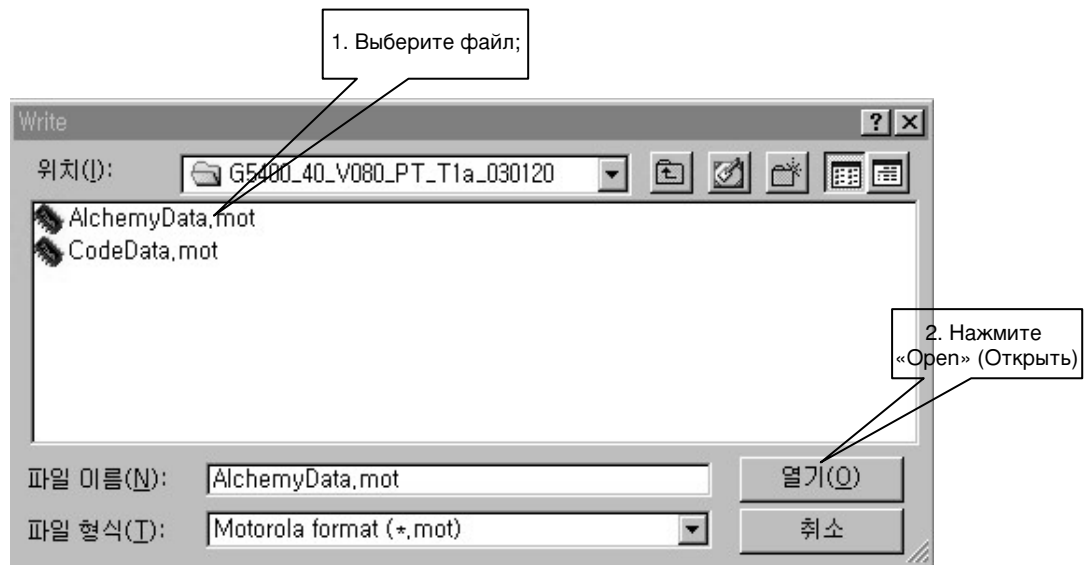 1. Выберите файл;
Write
위치(I):
G5400_40_V080_PT_T1a_030120
AlchemyData,mot
CodeData,mot
2. Нажмите
«Open» (Открыть)
파일 이름(N):
AlchemyData,mot
열기(O)
파일 형식(T):
Motorola format (*,mot)
취소